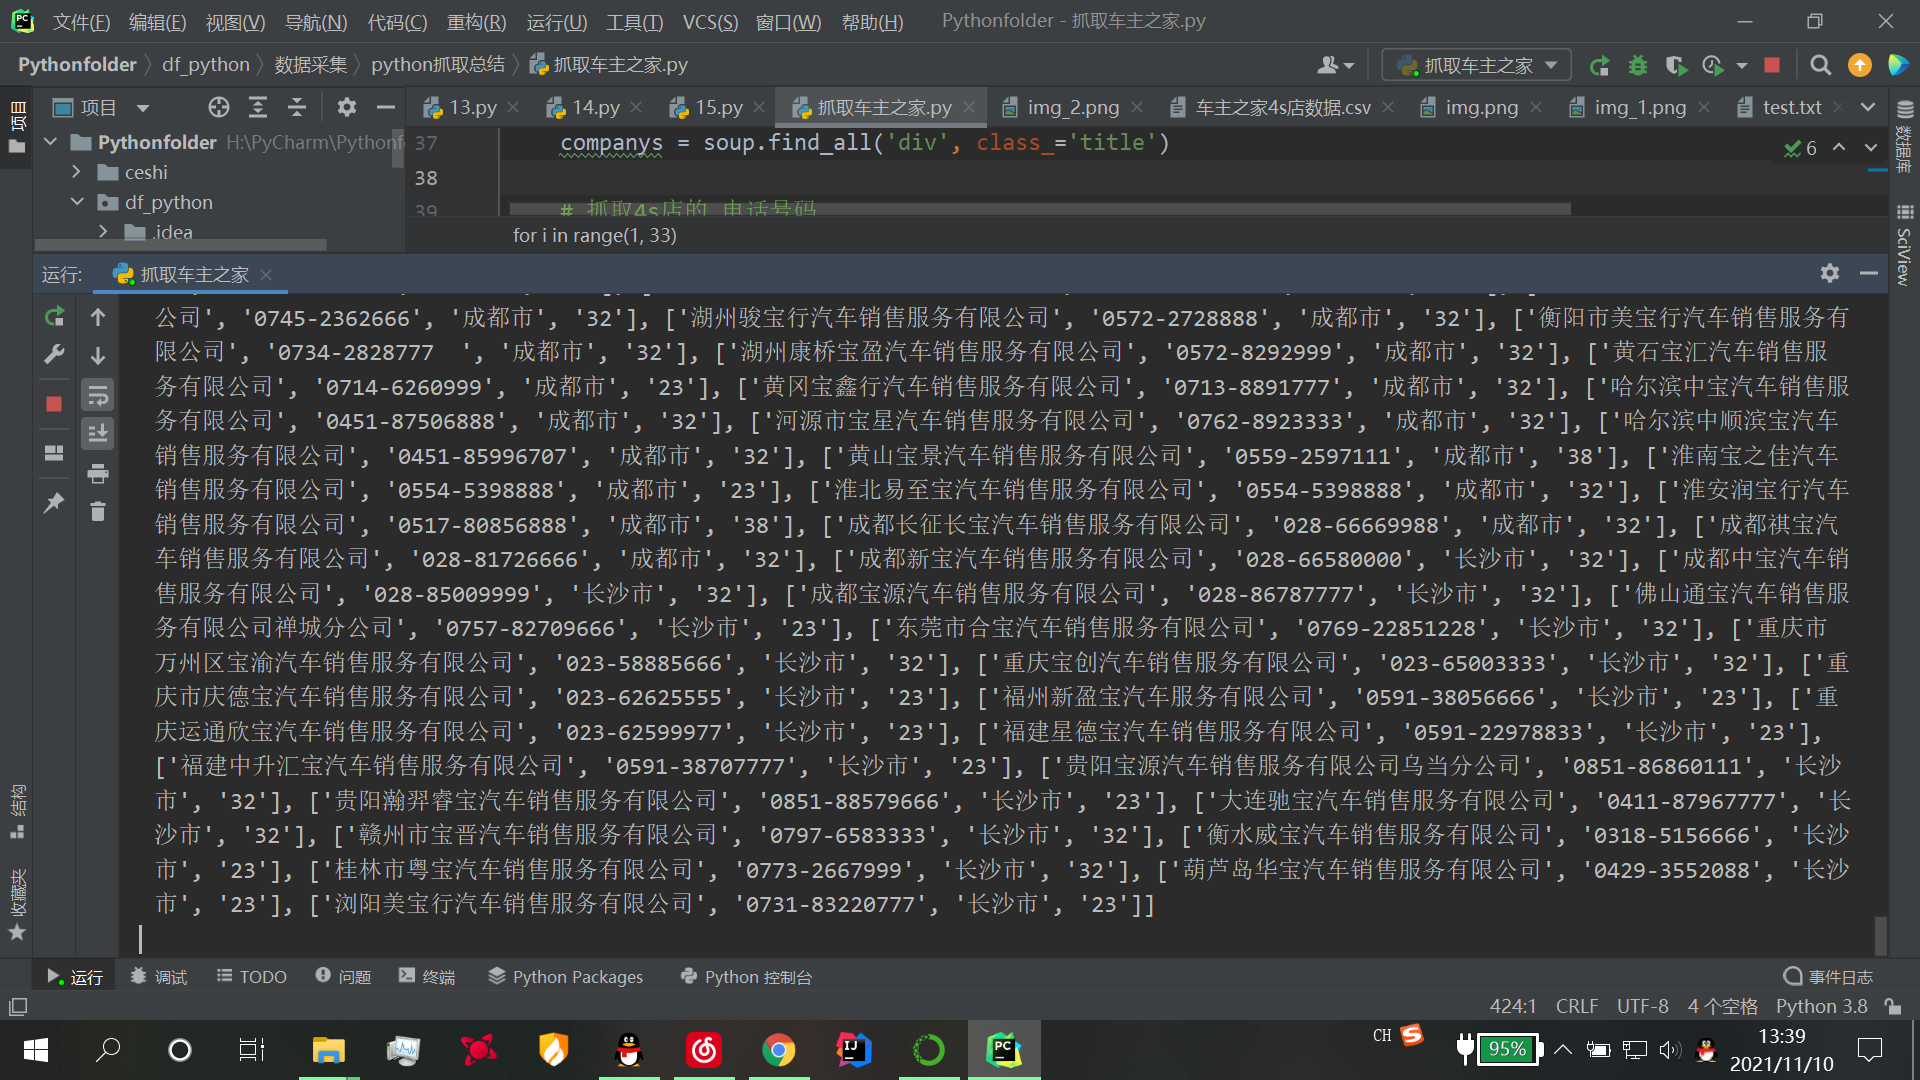 文件(F) 编辑(E) 视图(V) 导航(N) 代码(C) 重构(R) 运行(U) 工具(T) VCS(S) 窗口(W) 帮助(H) Pythonfolder - 抓取车主之家.py
Pythonfolder df_python 数据采集 python抓取总结 抓取车主之家.py 抓取车主之家
项目 13.py 14.py 15.py 抓取车主之家.py img_2.png 车主之家4s店数据.csv img.png img_1.png test.txt
项目
数据库
SciView
Pythonfolder H:\PyCharm\Pythonf
ceshi
df_python
.idea
37 companys = soup.find_all('div', class_='title')
6
38
39 # 抓取4s店的 电话号码
for i in range(1, 33)
运行: 抓取车主之家
公司', '0745-2362666', '成都市', '32'], ['湖州骏宝行汽车销售服务有限公司', '0572-2728888', '成都市', '32'], ['衡阳市美宝行汽车销售服务有
限公司', '0734-2828777  ', '成都市', '32'], ['湖州康桥宝盈汽车销售服务有限公司', '0572-8292999', '成都市', '32'], ['黄石宝汇汽车销售服
务有限公司', '0714-6260999', '成都市', '23'], ['黄冈宝鑫行汽车销售服务有限公司', '0713-8891777', '成都市', '32'], ['哈尔滨中宝汽车销售服
务有限公司', '0451-87506888', '成都市', '32'], ['河源市宝星汽车销售服务有限公司', '0762-8923333', '成都市', '32'], ['哈尔滨中顺滨宝汽车
销售服务有限公司', '0451-85996707', '成都市', '32'], ['黄山宝景汽车销售服务有限公司', '0559-2597111', '成都市', '38'], ['淮南宝之佳汽车
销售服务有限公司', '0554-5398888', '成都市', '23'], ['淮北易至宝汽车销售服务有限公司', '0554-5398888', '成都市', '32'], ['淮安润宝行汽车
销售服务有限公司', '0517-80856888', '成都市', '38'], ['成都长征长宝汽车销售服务有限公司', '028-66669988', '成都市', '32'], ['成都祺宝汽
车销售服务有限公司', '028-81726666', '成都市', '32'], ['成都新宝汽车销售服务有限公司', '028-66580000', '长沙市', '32'], ['成都中宝汽车销
售服务有限公司', '028-85009999', '长沙市', '32'], ['成都宝源汽车销售服务有限公司', '028-86787777', '长沙市', '32'], ['佛山通宝汽车销售服
务有限公司禅城分公司', '0757-82709666', '长沙市', '23'], ['东莞市合宝汽车销售服务有限公司', '0769-22851228', '长沙市', '32'], ['重庆市
万州区宝渝汽车销售服务有限公司', '023-58885666', '长沙市', '32'], ['重庆宝创汽车销售服务有限公司', '023-65003333', '长沙市', '32'], ['重
庆市庆德宝汽车销售服务有限公司', '023-62625555', '长沙市', '23'], ['福州新盈宝汽车服务有限公司', '0591-38056666', '长沙市', '23'], ['重
庆运通欣宝汽车销售服务有限公司', '023-62599977', '长沙市', '23'], ['福建星德宝汽车销售服务有限公司', '0591-22978833', '长沙市', '23'],
['福建中升汇宝汽车销售服务有限公司', '0591-38707777', '长沙市', '23'], ['贵阳宝源汽车销售服务有限公司乌当分公司', '0851-86860111', '长沙
市', '32'], ['贵阳瀚羿睿宝汽车销售服务有限公司', '0851-88579666', '长沙市', '23'], ['大连驰宝汽车销售服务有限公司', '0411-87967777', '长
沙市', '32'], ['赣州市宝晋汽车销售服务有限公司', '0797-6583333', '长沙市', '32'], ['衡水威宝汽车销售服务有限公司', '0318-5156666', '长沙
市', '23'], ['桂林市粤宝汽车销售服务有限公司', '0773-2667999', '长沙市', '32'], ['葫芦岛华宝汽车销售服务有限公司', '0429-3552088', '长沙
市', '23'], ['浏阳美宝行汽车销售服务有限公司', '0731-83220777', '长沙市', '23']]
结构
收藏夹
运行 调试 TODO 问题 终端 Python Packages Python 控制台 事件日志
424:1 CRLF UTF-8 4 个空格 Python 3.8
CH 95% 13:39
2021/11/10